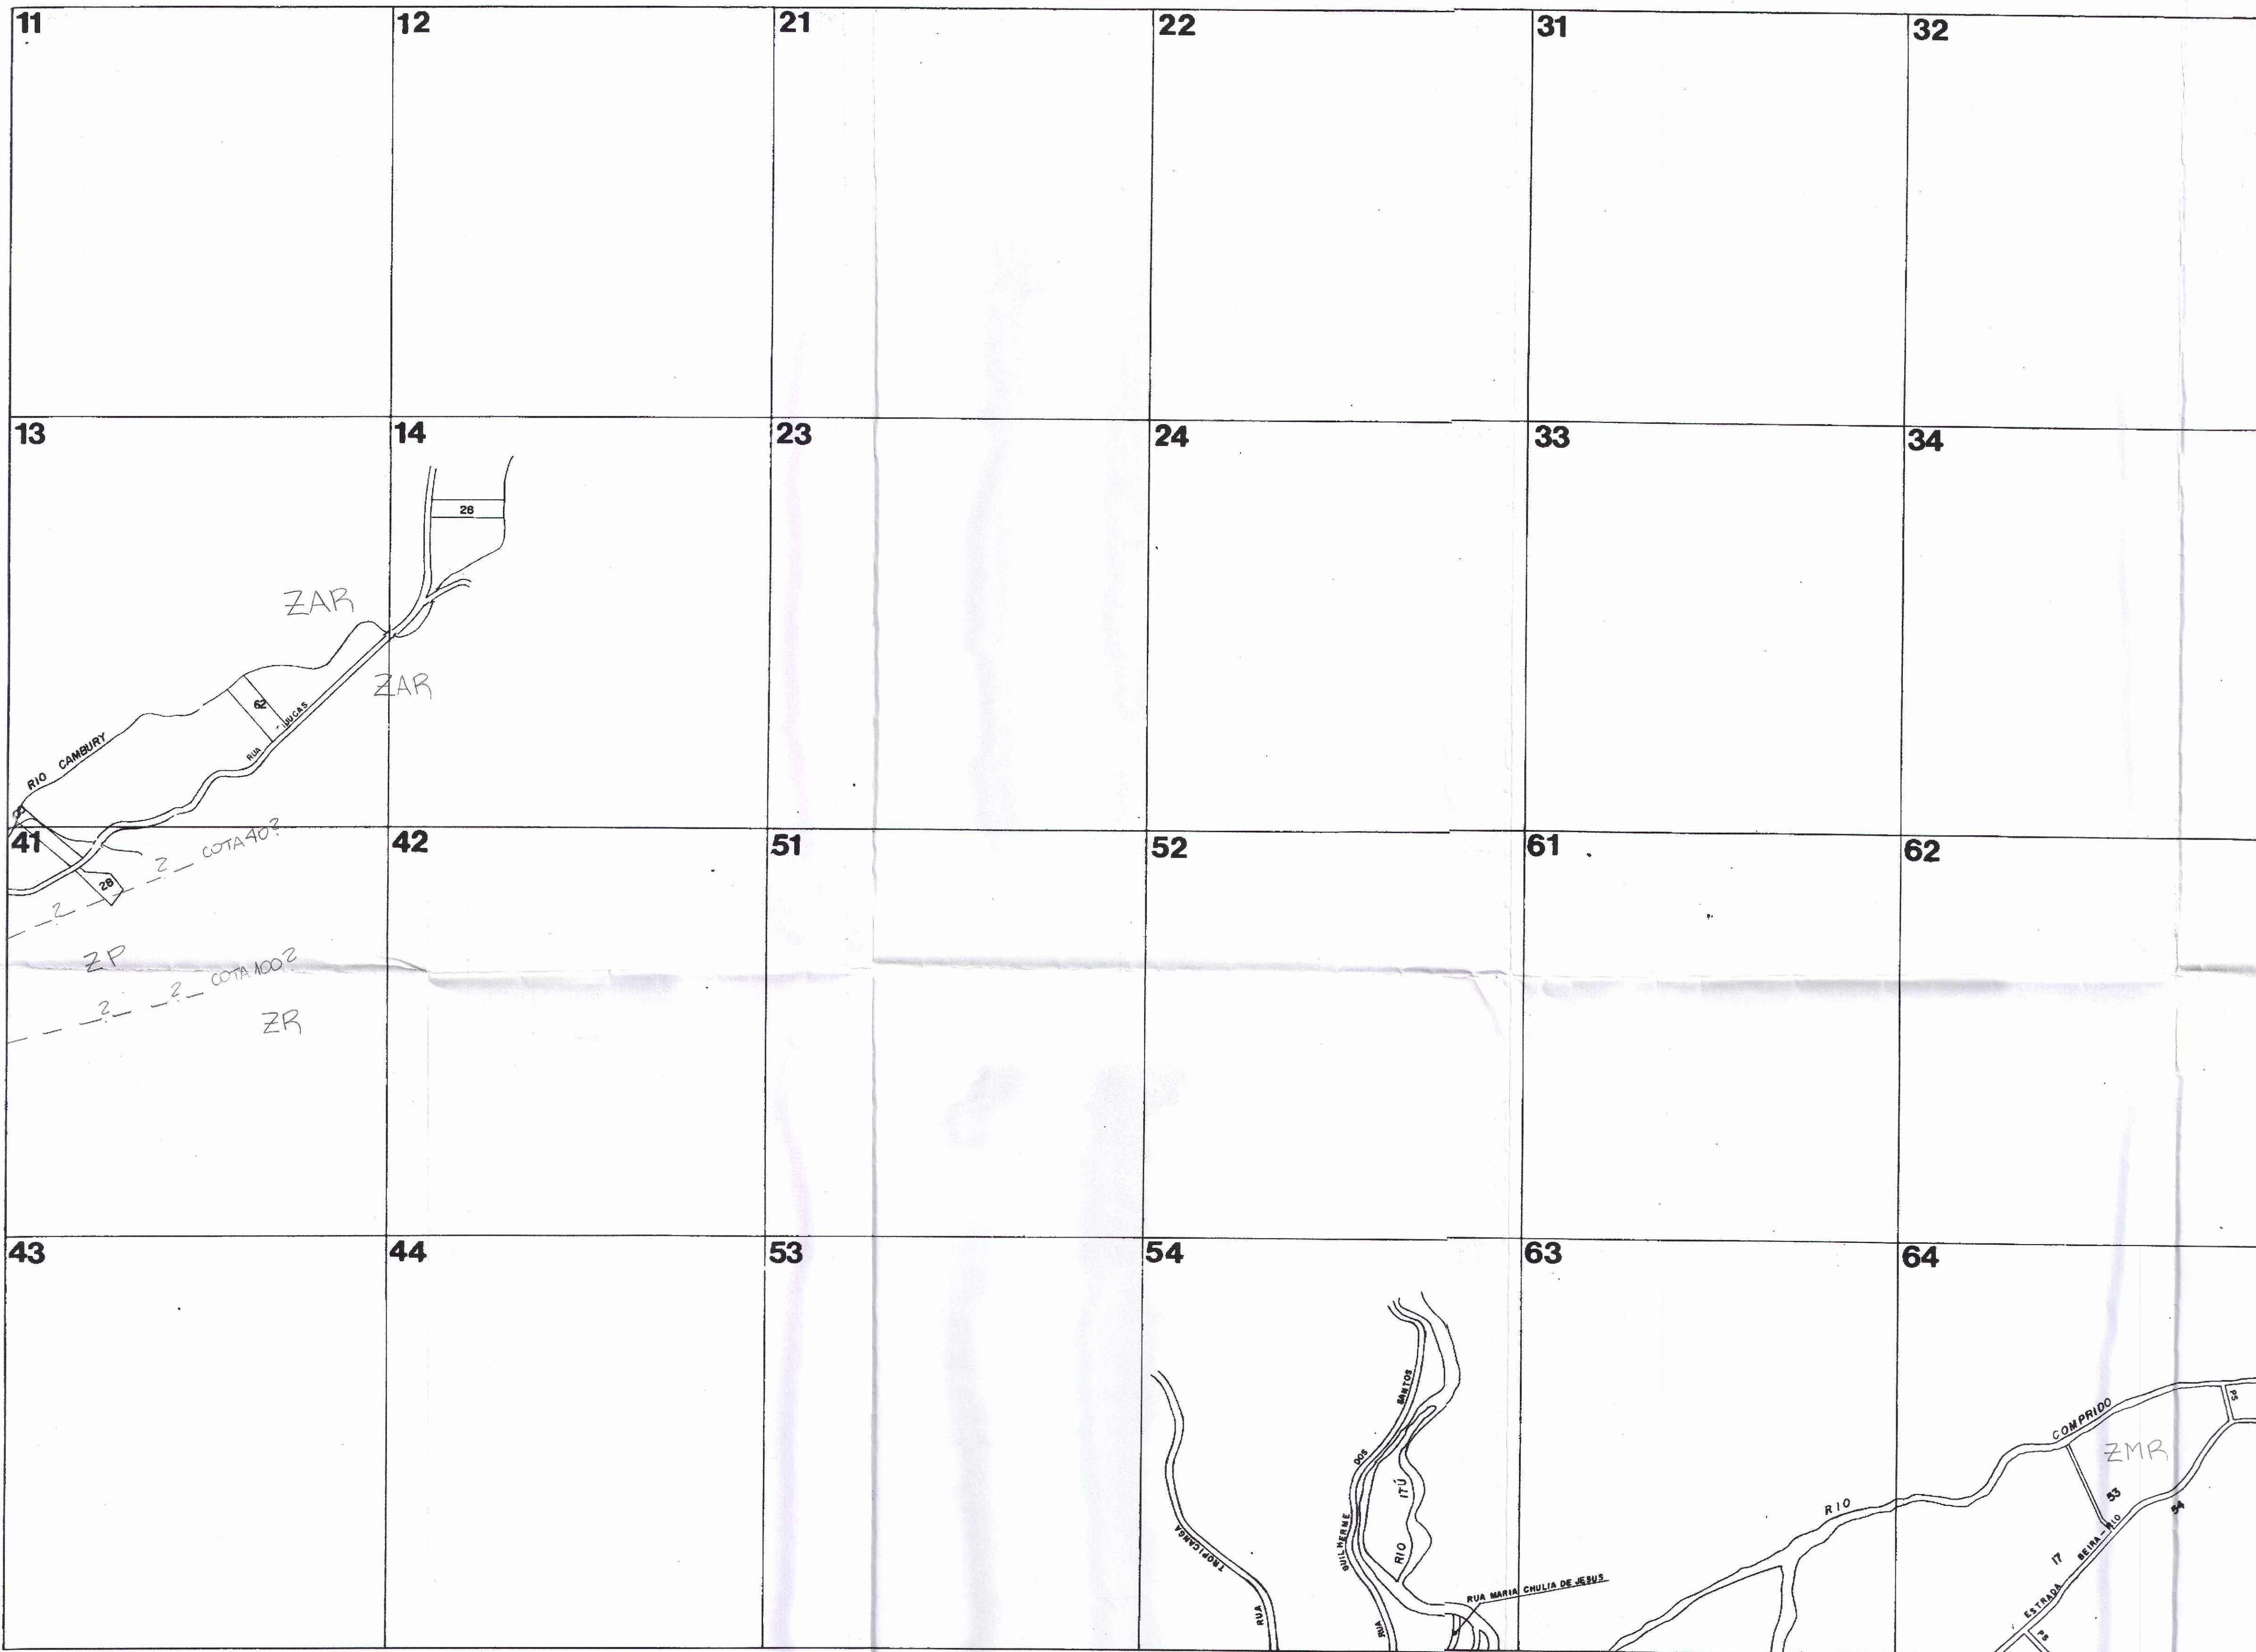 11 12 21 22 31 32
13 14 23 24 33 34
28
ZAR
ZAR
62
RUA
RIO CAMBURY
41 42 51 52 61 62
COTA 40?
?
28
?
ZP
COTA 100?
?
?
ZR
43 44 53 54 63 64
RUA GUILHERME DOS SANTOS
RIO ITÚ
RUA TROPICANGA
RUA MARIA CHULIA DE JESUS
RIO COMPRIDO
PS
ZMR
53
54
17
ESTRADA BEIRA-RIO
PS